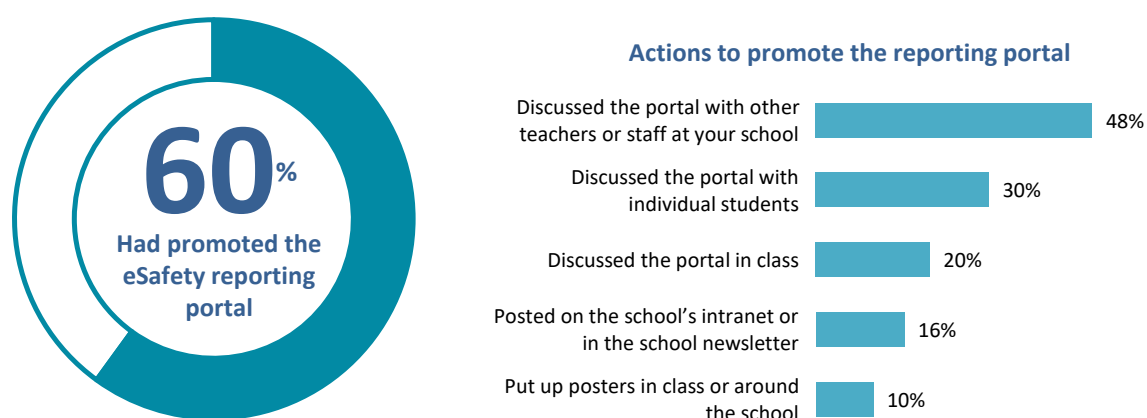 60%
Had promoted the
eSafety reporting
portal
Actions to promote the reporting portal
Discussed the portal with other
teachers or staff at your school
48%
Discussed the portal with
individual students
30%
Discussed the portal in class
20%
Posted on the school’s intranet or
in the school newsletter
16%
Put up posters in class or around
the school
10%